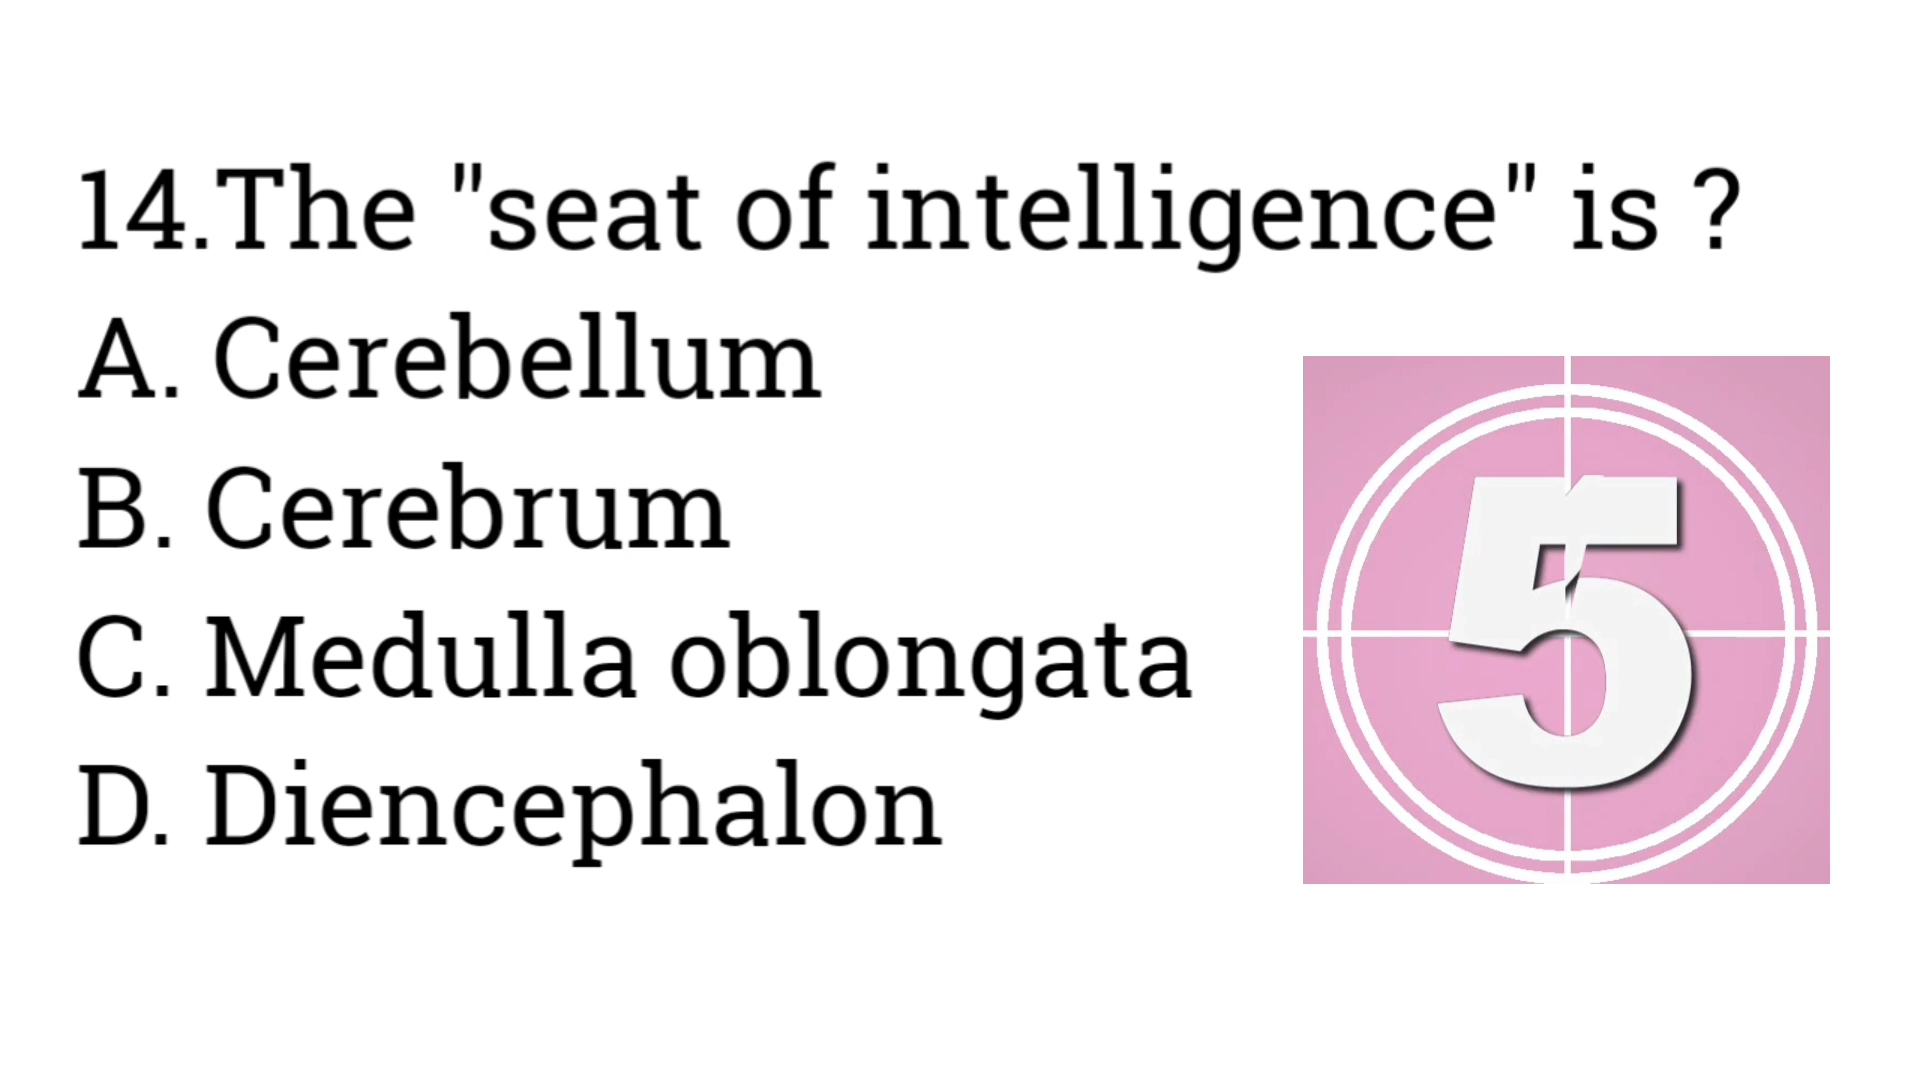 14.The "seat of intelligence" is ?
A. Cerebellum
B. Cerebrum
C. Medulla oblongata
D. Diencephalon
5